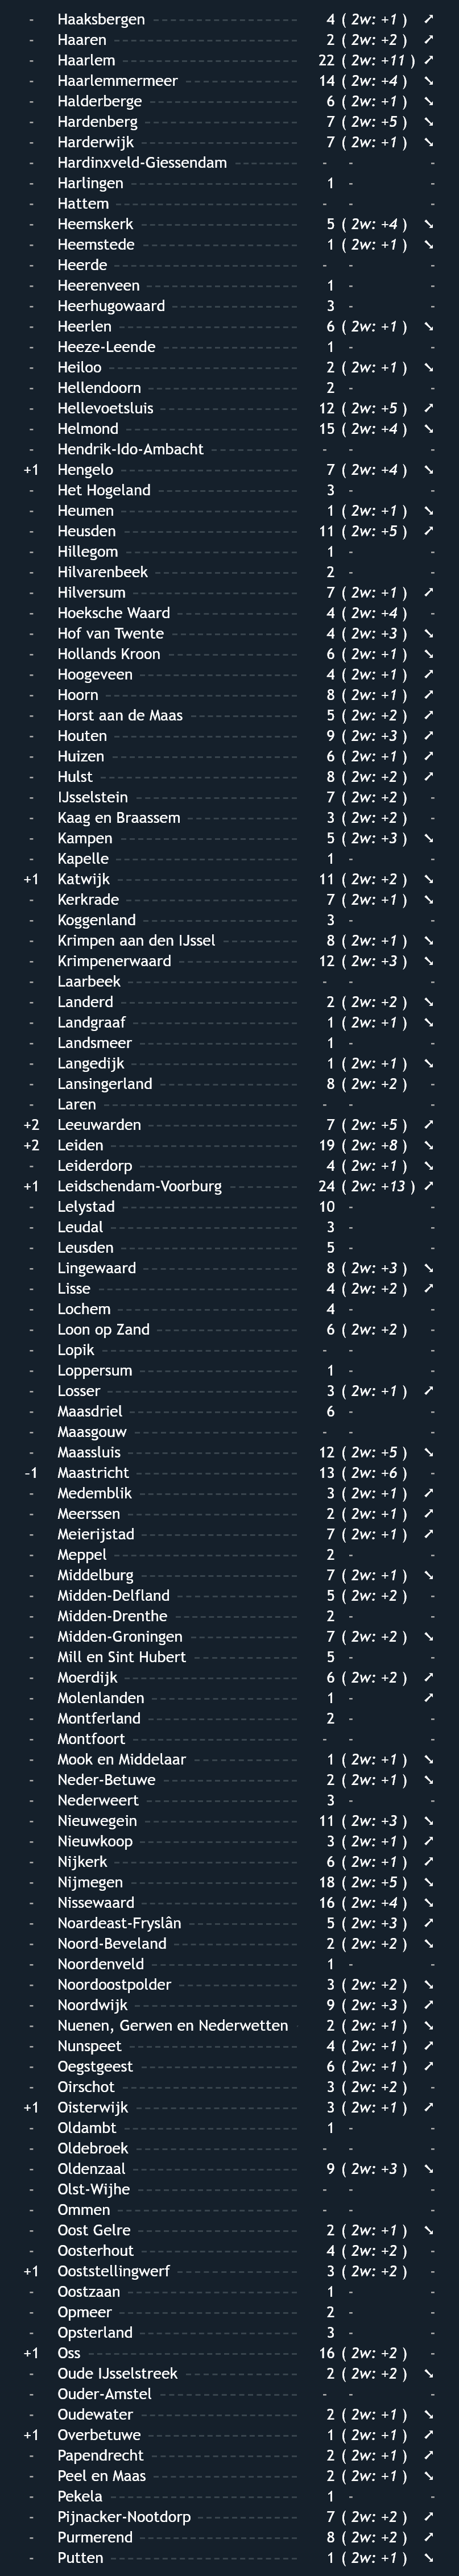 - Haaksbergen 4 ( 2w: +1 ) ➚
- Haaren 2 ( 2w: +2 ) ➚
- Haarlem 22 ( 2w: +11 ) ➚
- Haarlemmermeer 14 ( 2w: +4 ) ➘
- Halderberge 6 ( 2w: +1 ) ➘
- Hardenberg 7 ( 2w: +5 ) ➘
- Harderwijk 7 ( 2w: +1 ) ➘
- Hardinxveld-Giessendam - - -
- Harlingen 1 - -
- Hattem - - -
- Heemskerk 5 ( 2w: +4 ) ➘
- Heemstede 1 ( 2w: +1 ) ➘
- Heerde - - -
- Heerenveen 1 - -
- Heerhugowaard 3 - -
- Heerlen 6 ( 2w: +1 ) ➘
- Heeze-Leende 1 - -
- Heiloo 2 ( 2w: +1 ) ➘
- Hellendoorn 2 - -
- Hellevoetsluis 12 ( 2w: +5 ) ➚
- Helmond 15 ( 2w: +4 ) ➘
- Hendrik-Ido-Ambacht - - -
+1 Hengelo 7 ( 2w: +4 ) ➘
- Het Hogeland 3 - -
- Heumen 1 ( 2w: +1 ) ➘
- Heusden 11 ( 2w: +5 ) ➚
- Hillegom 1 - -
- Hilvarenbeek 2 - -
- Hilversum 7 ( 2w: +1 ) ➚
- Hoeksche Waard 4 ( 2w: +4 ) -
- Hof van Twente 4 ( 2w: +3 ) ➘
- Hollands Kroon 6 ( 2w: +1 ) ➘
- Hoogeveen 4 ( 2w: +1 ) ➚
- Hoorn 8 ( 2w: +1 ) ➚
- Horst aan de Maas 5 ( 2w: +2 ) ➚
- Houten 9 ( 2w: +3 ) ➚
- Huizen 6 ( 2w: +1 ) ➚
- Hulst 8 ( 2w: +2 ) ➚
- IJsselstein 7 ( 2w: +2 ) -
- Kaag en Braassem 3 ( 2w: +2 ) -
- Kampen 5 ( 2w: +3 ) ➘
- Kapelle 1 - -
+1 Katwijk 11 ( 2w: +2 ) ➘
- Kerkrade 7 ( 2w: +1 ) ➘
- Koggenland 3 - -
- Krimpen aan den IJssel 8 ( 2w: +1 ) ➘
- Krimpenerwaard 12 ( 2w: +3 ) ➘
- Laarbeek - - -
- Landerd 2 ( 2w: +2 ) ➘
- Landgraaf 1 ( 2w: +1 ) ➘
- Landsmeer 1 - -
- Langedijk 1 ( 2w: +1 ) ➘
- Lansingerland 8 ( 2w: +2 ) -
- Laren - - -
+2 Leeuwarden 7 ( 2w: +5 ) ➚
+2 Leiden 19 ( 2w: +8 ) ➘
- Leiderdorp 4 ( 2w: +1 ) ➘
+1 Leidschendam-Voorburg 24 ( 2w: +13 ) ➚
- Lelystad 10 - -
- Leudal 3 - -
- Leusden 5 - -
- Lingewaard 8 ( 2w: +3 ) ➘
- Lisse 4 ( 2w: +2 ) ➚
- Lochem 4 - -
- Loon op Zand 6 ( 2w: +2 ) -
- Lopik - - -
- Loppersum 1 - -
- Losser 3 ( 2w: +1 ) ➚
- Maasdriel 6 - -
- Maasgouw - - -
- Maassluis 12 ( 2w: +5 ) ➘
-1 Maastricht 13 ( 2w: +6 ) -
- Medemblik 3 ( 2w: +1 ) ➚
- Meerssen 2 ( 2w: +1 ) ➚
- Meierijstad 7 ( 2w: +1 ) ➚
- Meppel 2 - -
- Middelburg 7 ( 2w: +1 ) ➘
- Midden-Delfland 5 ( 2w: +2 ) -
- Midden-Drenthe 2 - -
- Midden-Groningen 7 ( 2w: +2 ) ➘
- Mill en Sint Hubert 5 - -
- Moerdijk 6 ( 2w: +2 ) ➚
- Molenlanden 1 - ➚
- Montferland 2 - -
- Montfoort - - -
- Mook en Middelaar 1 ( 2w: +1 ) ➘
- Neder-Betuwe 2 ( 2w: +1 ) ➘
- Nederweert 3 - -
- Nieuwegein 11 ( 2w: +3 ) ➘
- Nieuwkoop 3 ( 2w: +1 ) ➚
- Nijkerk 6 ( 2w: +1 ) ➚
- Nijmegen 18 ( 2w: +5 ) ➘
- Nissewaard 16 ( 2w: +4 ) ➘
- Noardeast-Fryslân 5 ( 2w: +3 ) ➚
- Noord-Beveland 2 ( 2w: +2 ) ➘
- Noordenveld 1 - -
- Noordoostpolder 3 ( 2w: +2 ) ➘
- Noordwijk 9 ( 2w: +3 ) ➚
- Nuenen, Gerwen en Nederwetten 2 ( 2w: +1 ) ➘
- Nunspeet 4 ( 2w: +1 ) ➚
- Oegstgeest 6 ( 2w: +1 ) ➚
- Oirschot 3 ( 2w: +2 ) -
+1 Oisterwijk 3 ( 2w: +1 ) ➚
- Oldambt 1 - -
- Oldebroek - - -
- Oldenzaal 9 ( 2w: +3 ) ➘
- Olst-Wijhe - - -
- Ommen - - -
- Oost Gelre 2 ( 2w: +1 ) ➘
- Oosterhout 4 ( 2w: +2 ) -
+1 Ooststellingwerf 3 ( 2w: +2 ) -
- Oostzaan 1 - -
- Opmeer 2 - -
- Opsterland 3 - -
+1 Oss 16 ( 2w: +2 ) -
- Oude IJsselstreek 2 ( 2w: +2 ) ➘
- Ouder-Amstel - - -
- Oudewater 2 ( 2w: +1 ) ➘
+1 Overbetuwe 1 ( 2w: +1 ) ➚
- Papendrecht 2 ( 2w: +1 ) ➚
- Peel en Maas 2 ( 2w: +1 ) ➘
- Pekela 1 - -
- Pijnacker-Nootdorp 7 ( 2w: +2 ) ➚
- Purmerend 8 ( 2w: +2 ) ➚
- Putten 1 ( 2w: +1 ) ➘